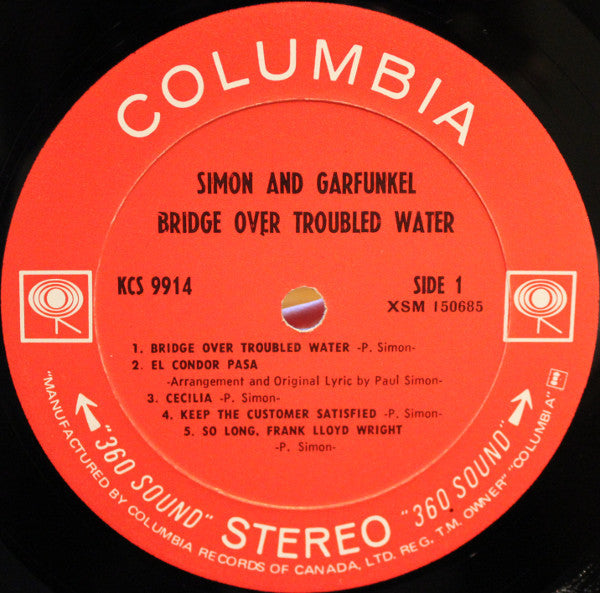 COLUMBIA
SIMON AND GARFUNKEL
BRIDGE OVER TROUBLED WATER
KCS 9914
SIDE 1
XSM 150685
1. BRIDGE OVER TROUBLED WATER -P. Simon-
2. EL CONDOR PASA
-Arrangement and Original Lyric by Paul Simon-
3. CECILIA -P. Simon-
4. KEEP THE CUSTOMER SATISFIED -P. Simon-
5. SO LONG, FRANK LLOYD WRIGHT
-P. Simon-
"360 SOUND" STEREO "360 SOUND"
"MANUFACTURED BY COLUMBIA RECORDS OF CANADA, LTD. REG. T.M. OWNER" "COLUMBIA"